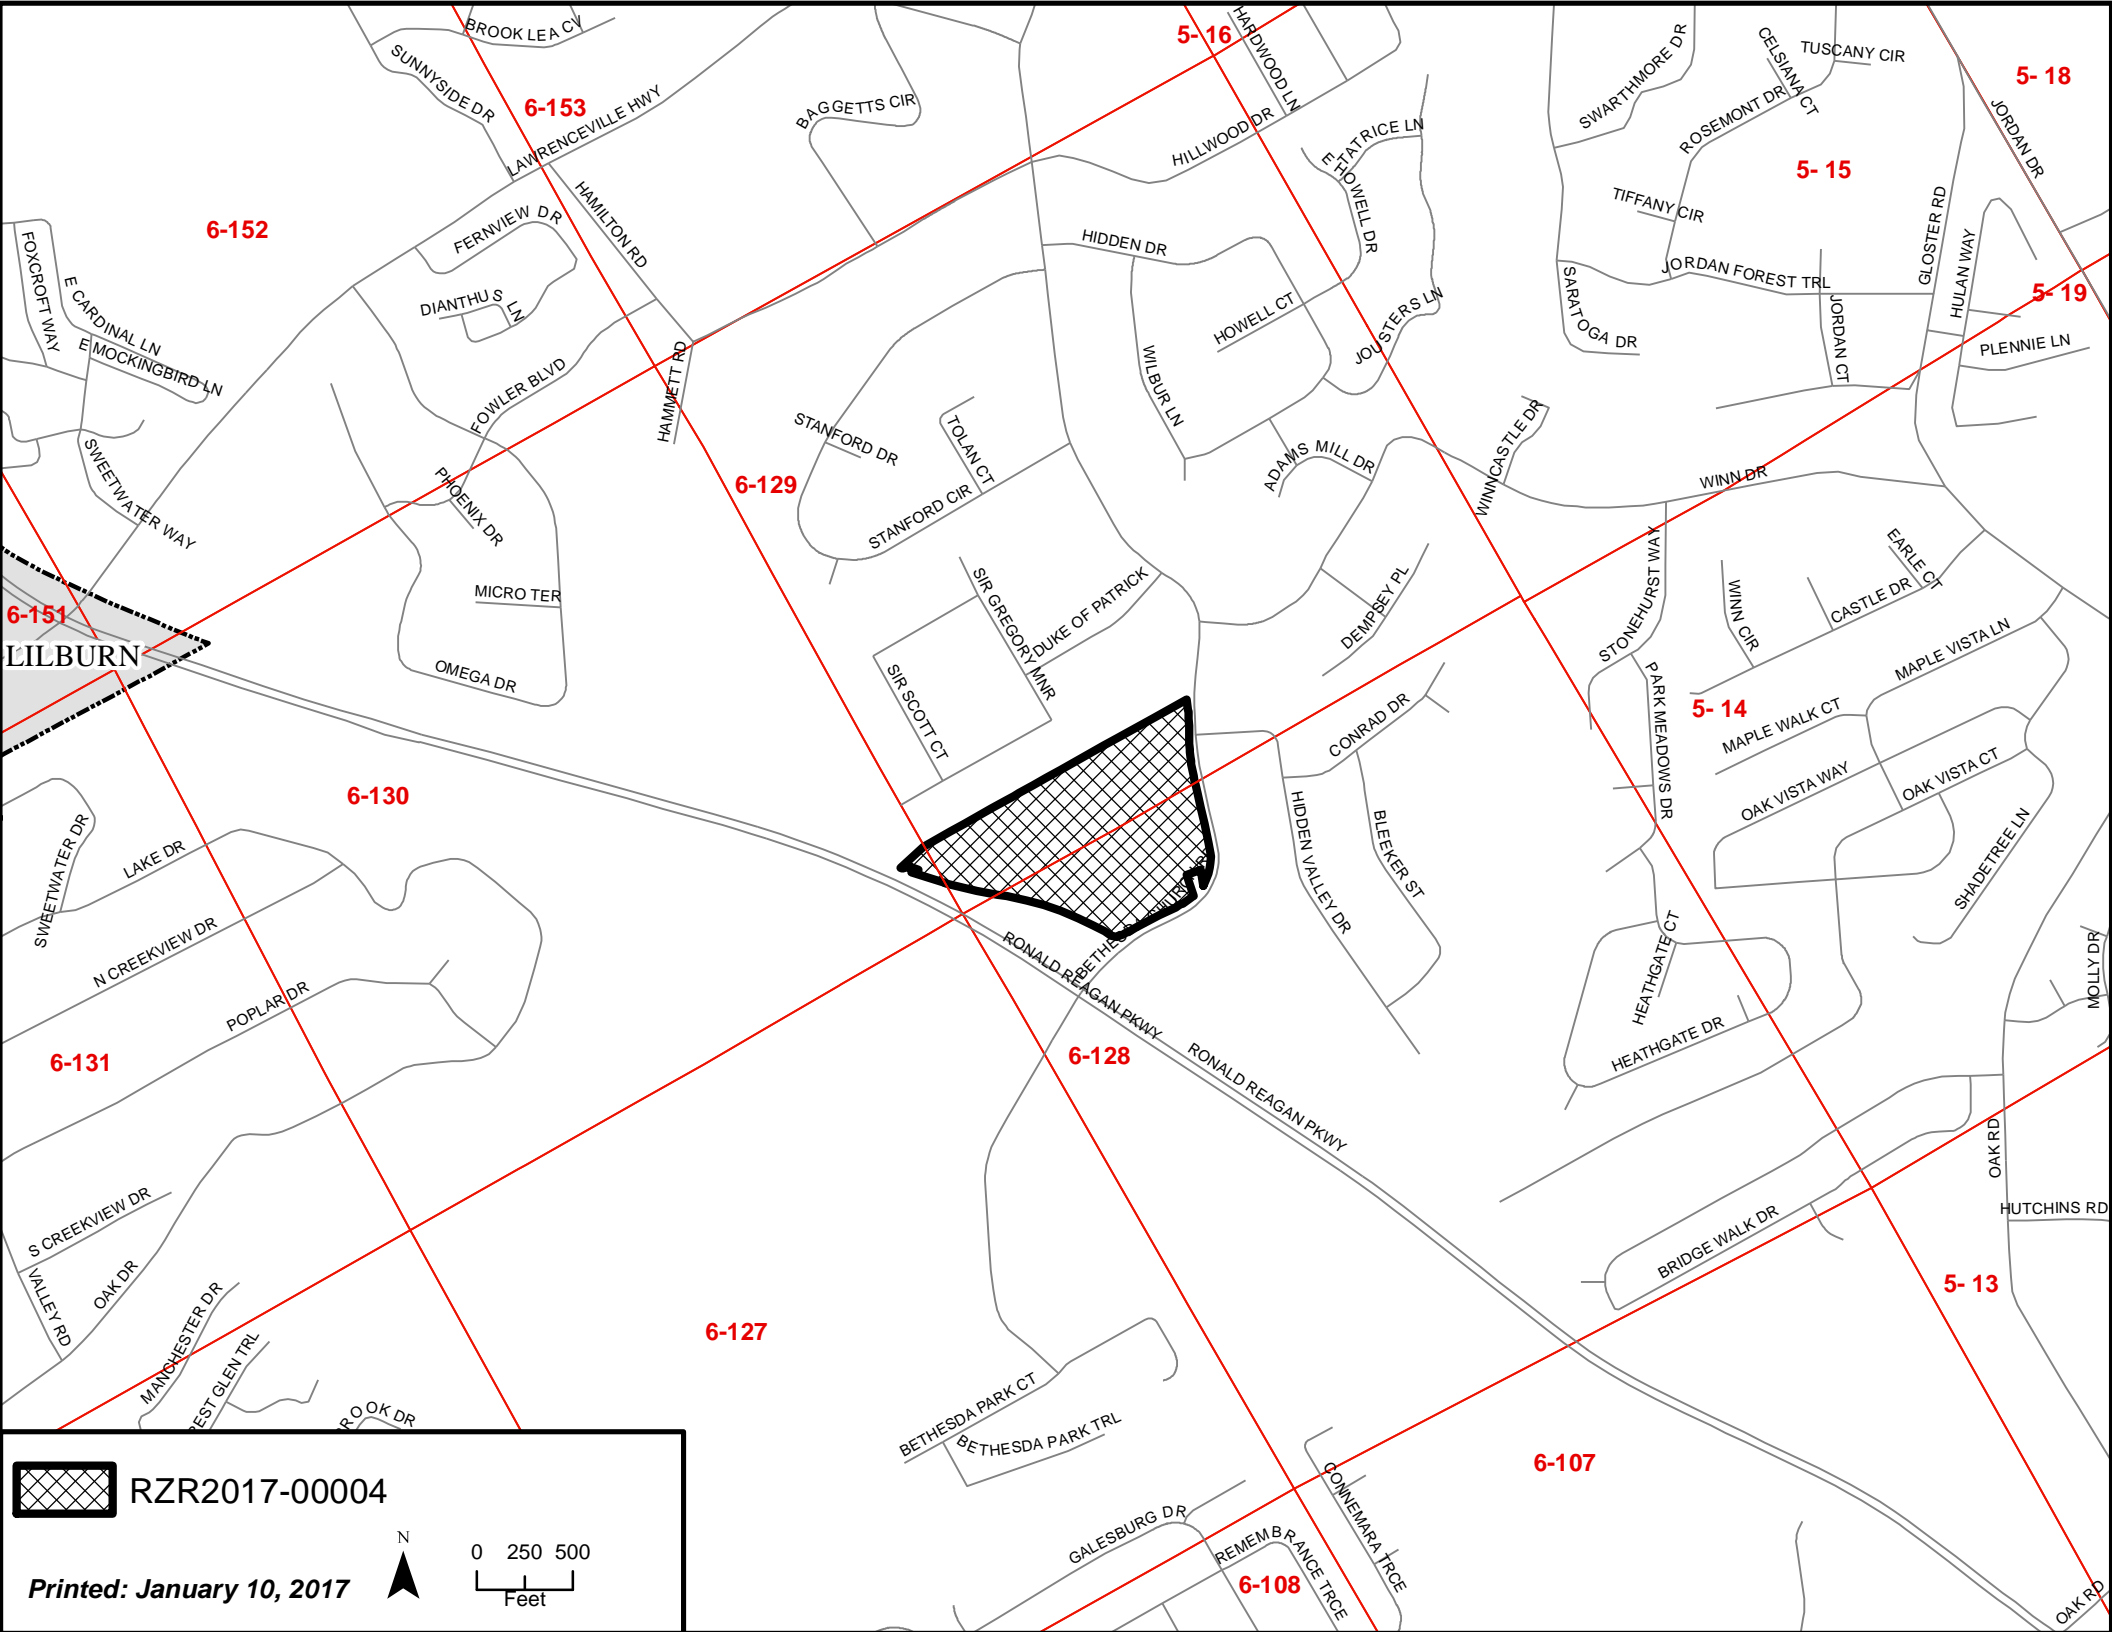 BROOK LEA CV
5- 16
HARDWOOD LN
SWARTHMORE DR
CELSIANA CT
TUSCANY CIR
5- 18
SUNNYSIDE DR
6-153
LAWRENCEVILLE HWY
BAGGETTS CIR
HILLWOOD DR
TATRICE LN
ROSEMONT DR
JORDAN DR
5- 15
E HOWELL DR
TIFFANY CIR
6-152
FERNVIEW DR
HAMILTON RD
HIDDEN DR
GLOSTER RD
HULAN WAY
FOXCROFT WAY
E CARDINAL LN
E MOCKINGBIRD LN
DIANTHUS LN
HOWELL CT
JOUSTERS LN
JORDAN FOREST TRL
SARATOGA DR
JORDAN CT
5- 19
PLENNIE LN
FOWLER BLVD
HAMMETT RD
WILBUR LN
STANFORD DR
TOLAN CT
ADAMS MILL DR
WINNCASTLE DR
SWEETWATER WAY
PHOENIX DR
6-129
STANFORD CIR
WINN DR
STONEHURST WAY
EARLE CT
MICRO TER
SIR GREGORY MNR
DUKE OF PATRICK
DEMPSEY PL
WINN CIR
CASTLE DR
6-151
LILBURN
OMEGA DR
SIR SCOTT CT
CONRAD DR
PARK MEADOWS DR
5- 14
MAPLE VISTA LN
MAPLE WALK CT
OAK VISTA WAY
OAK VISTA CT
6-130
SWEETWATER DR
LAKE DR
HIDDEN VALLEY DR
BLEEKER ST
SHADETREE LN
N CREEKVIEW DR
RONALD REAGAN PKWY
HEATHGATE CT
MOLLY DR
POPLAR DR
6-131
6-128
RONALD REAGAN PKWY
HEATHGATE DR
OAK RD
S CREEKVIEW DR
HUTCHINS RD
VALLEY RD
OAK DR
BRIDGE WALK DR
5- 13
MANCHESTER DR
6-127
BETHESDA PARK CT
BETHESDA PARK TRL
6-107
CONNEMARA TRCE
GALESBURG DR
REMEMBRANCE TRCE
6-108
OAK RD
RZR2017-00004
N
0 250 500
Feet
Printed: January 10, 2017